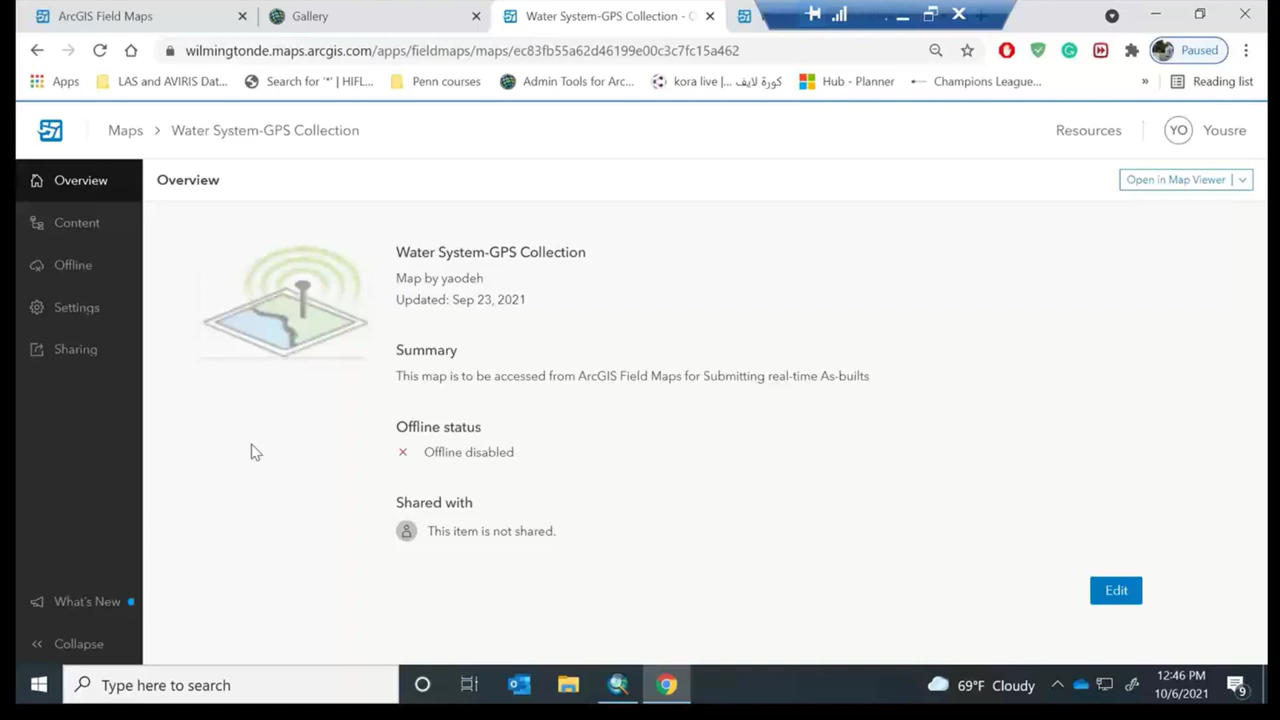 ArcGIS Field Maps
Gallery
Water System-GPS Collection -
wilmingtonde.maps.arcgis.com/apps/fieldmaps/maps/ec83fb55a62d46199e00c3c7fc15a462
Paused
Apps
LAS and AVIRIS Dat...
Search for '*' | HIFL...
Penn courses
Admin Tools for Arc...
kora live |... كورة لايف
Hub - Planner
Champions League...
»
Reading list
Maps > Water System-GPS Collection
Resources
YO
Yousre
Overview
Content
Offline
Settings
Sharing
What's New
Collapse
Overview
Open in Map Viewer
Water System-GPS Collection
Map by yaodeh
Updated: Sep 23, 2021
Summary
This map is to be accessed from ArcGIS Field Maps for Submitting real-time As-builts
Offline status
Offline disabled
Shared with
This item is not shared.
Edit
Type here to search
69°F Cloudy
12:46 PM
10/6/2021
9